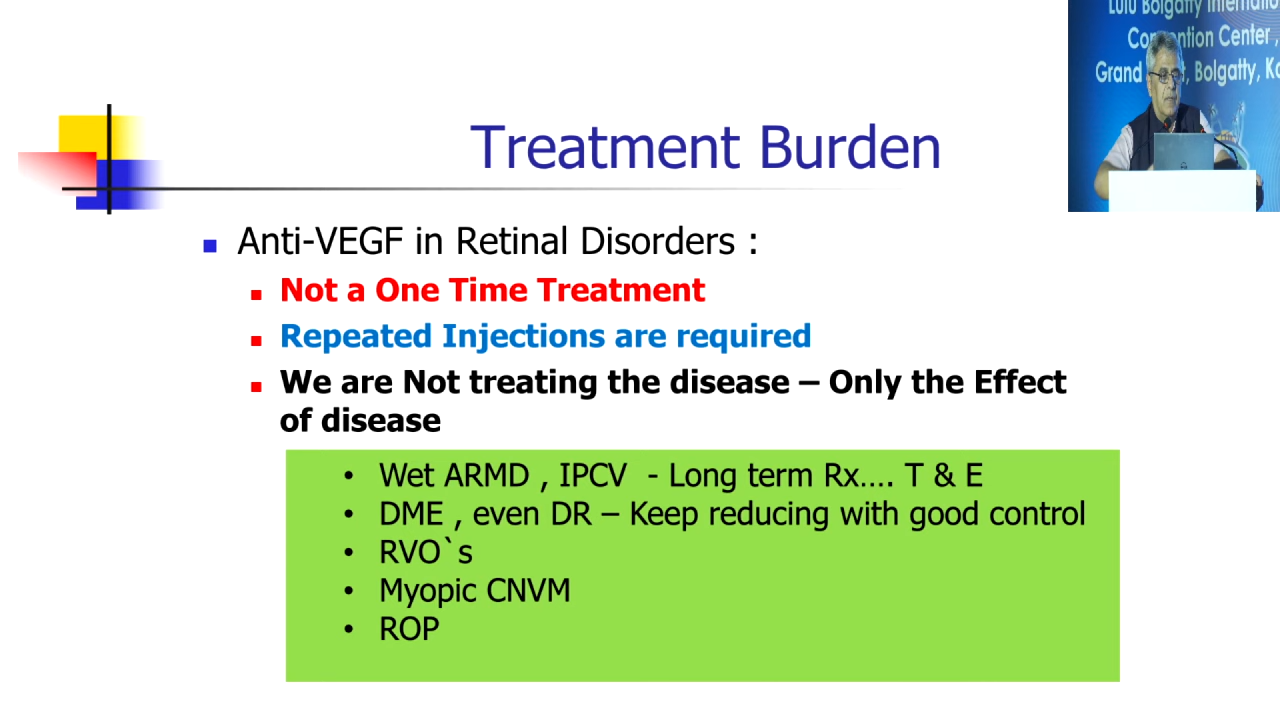 Lulu Bolgatty
Convention Center ,
Grand
, Bolgatty,
Treatment Burden
Anti-VEGF in Retinal Disorders :
Not a One Time Treatment
Repeated Injections are required
We are Not treating the disease – Only the Effect
of disease
• Wet ARMD , IPCV - Long term Rx.... T & E
• DME , even DR – Keep reducing with good control
• RVO`s
• Myopic CNVM
• ROP